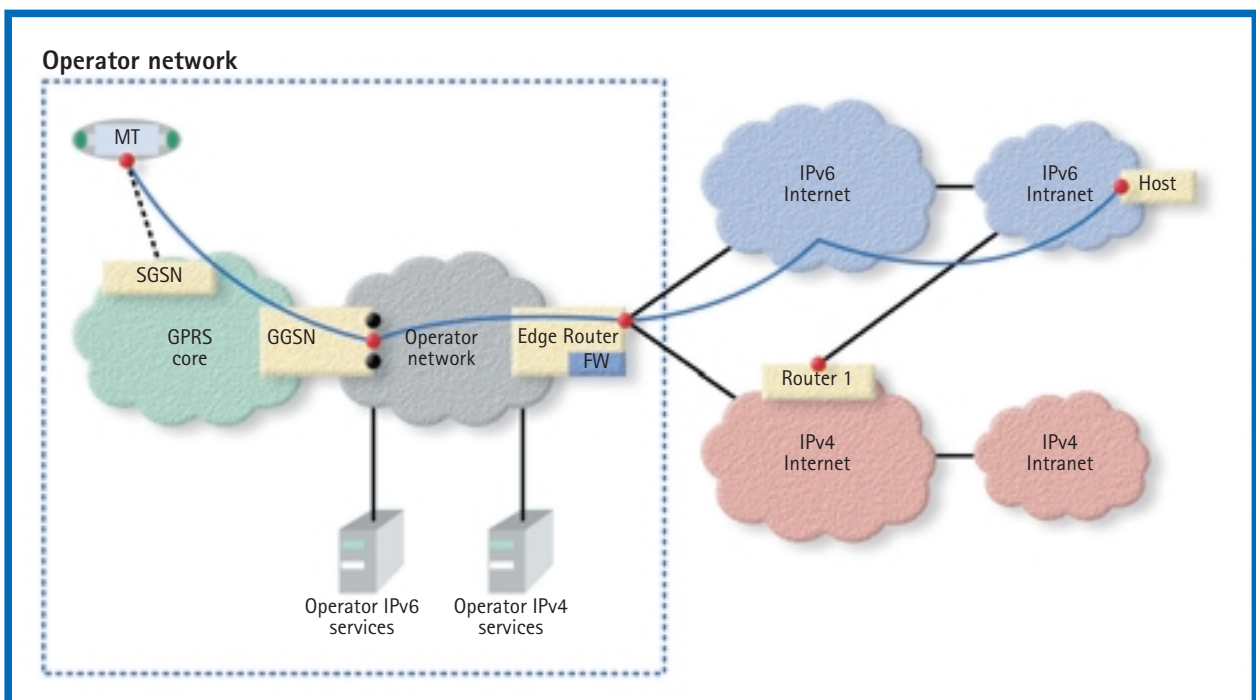 Operator network
MT
SGSN
GPRS
core
GGSN
Operator
network
Edge Router
FW
Operator IPv6
services
Operator IPv4
services
IPv6
Internet
IPv6
Intranet
Host
Router 1
IPv4
Internet
IPv4
Intranet